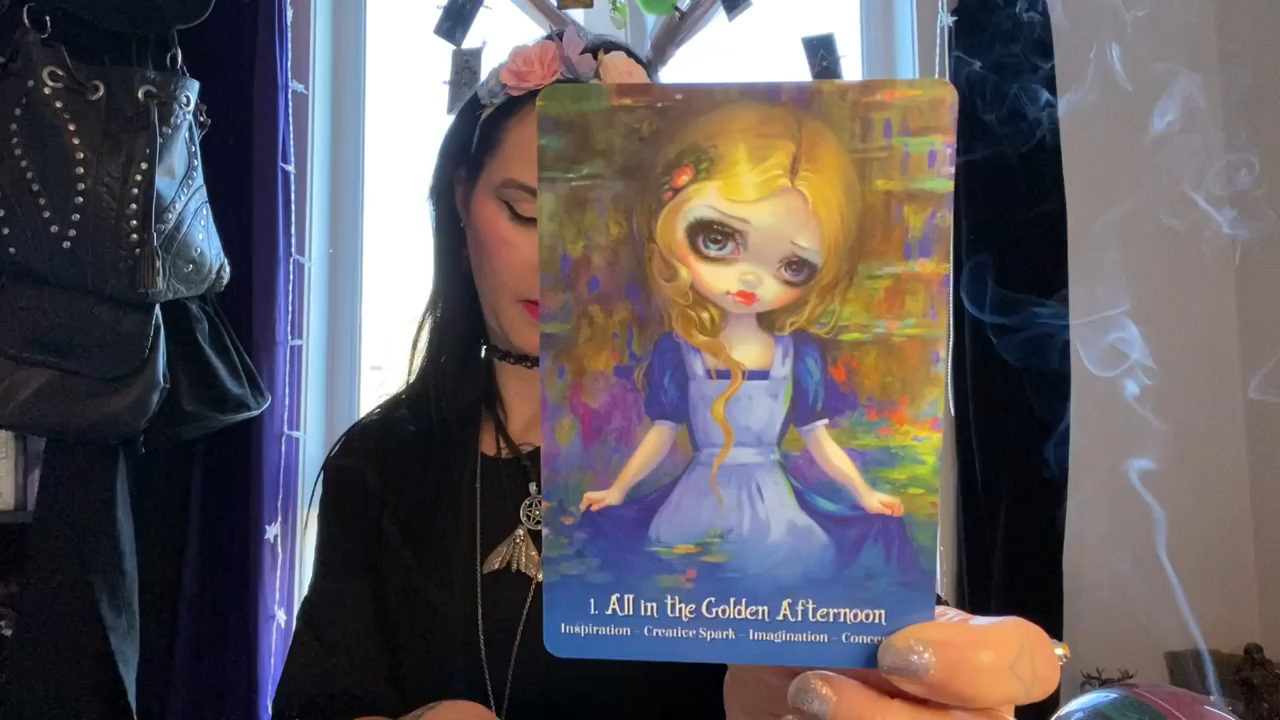 1. All in the Golden Afternoon
Inspiration – Creative Spark – Imagination –